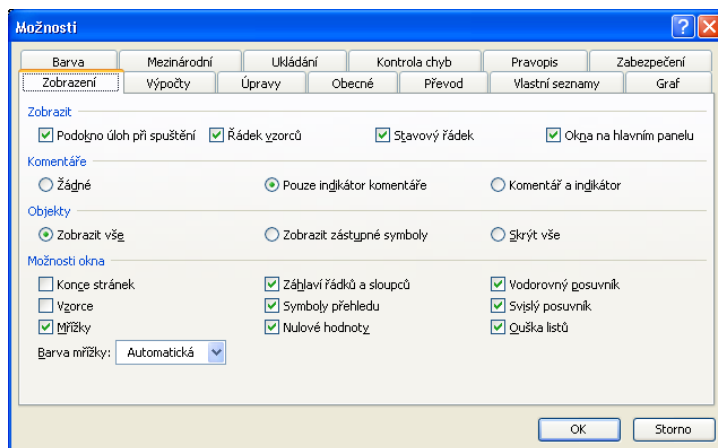 Možnosti
Barva Mezinárodní Ukládání Kontrola chyb Pravopis Zabezpečení
Zobrazení Výpočty Úpravy Obecné Převod Vlastní seznamy Graf
Zobrazit
Podokno úloh při spuštění Řádek vzorců Stavový řádek Okna na hlavním panelu
Komentáře
Žádné Pouze indikátor komentáře Komentář a indikátor
Objekty
Zobrazit vše Zobrazit zástupné symboly Skrýt vše
Možnosti okna
Konce stránek Záhlaví řádků a sloupců Vodorovný posuvník
Vzorce Symboly přehledu Svislý posuvník
Mřížky Nulové hodnoty Ouška listů
Barva mřížky: Automatická
OK Storno